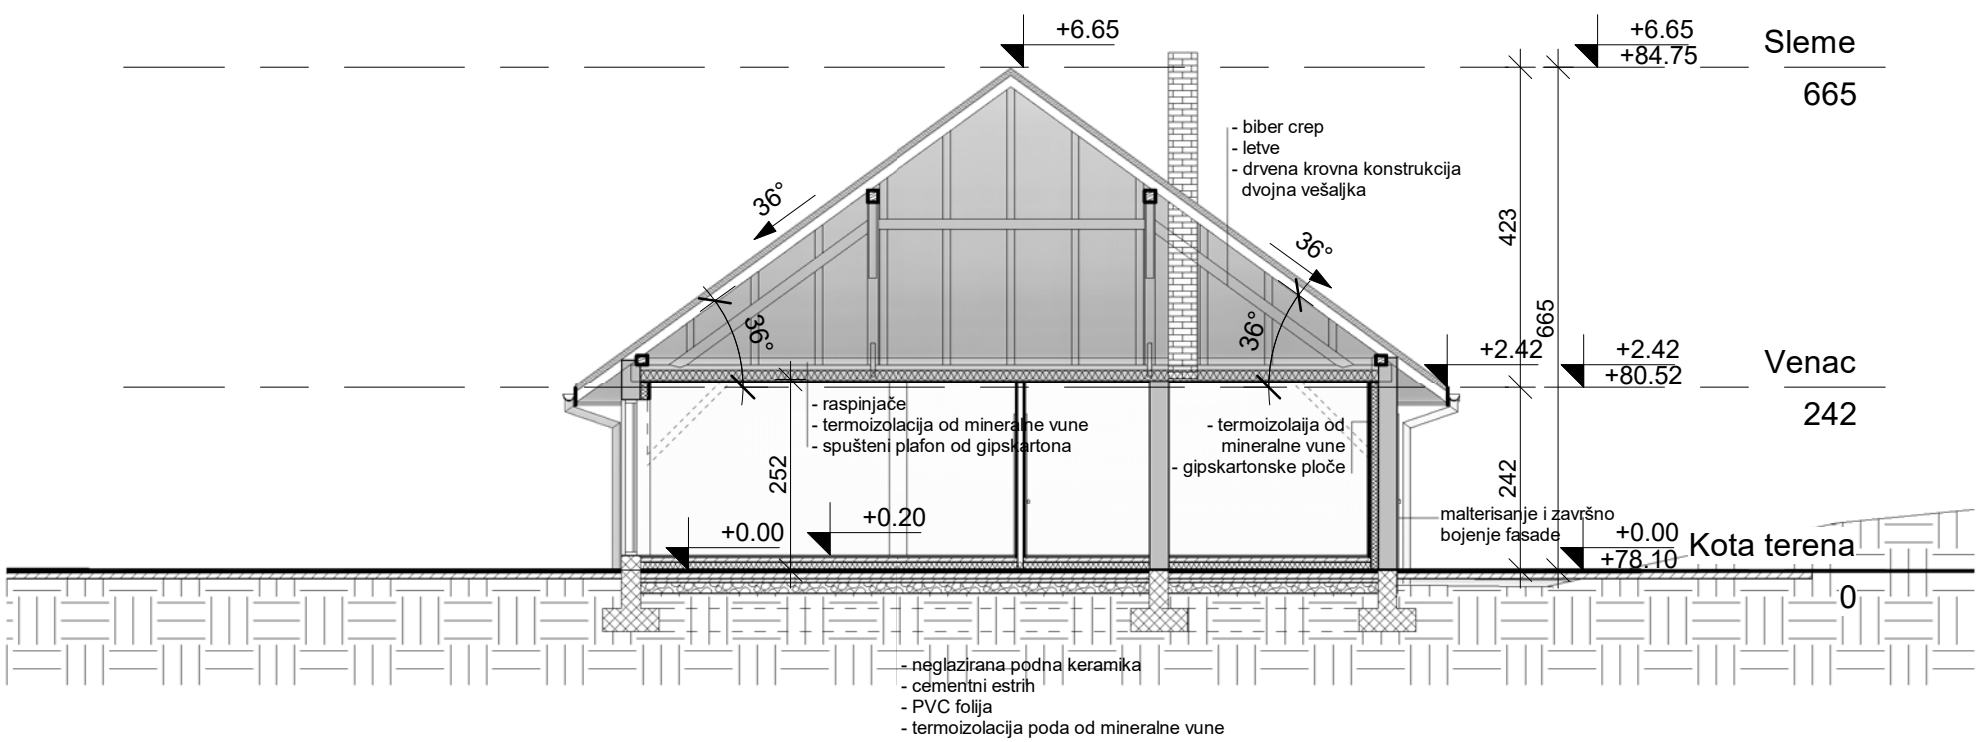 +6.65
+6.65
+84.75
Sleme
665
- biber crep
- letve
- drvena krovna konstrukcija
dvojna vešaljka
36°
36°
423
36°
36°
665
+2.42
+2.42
+80.52
Venac
242
- raspinjače
- termoizolacija od mineralne vune
- spušteni plafon od gipskartona
- termoizolaija od
mineralne vune
- gipskartonske ploče
252
242
+0.00
+0.20
malterisanje i završno
bojenje fasade
+0.00
+78.10
Kota terena
0
- neglazirana podna keramika
- cementni estrih
- PVC folija
- termoizolacija poda od mineralne vune